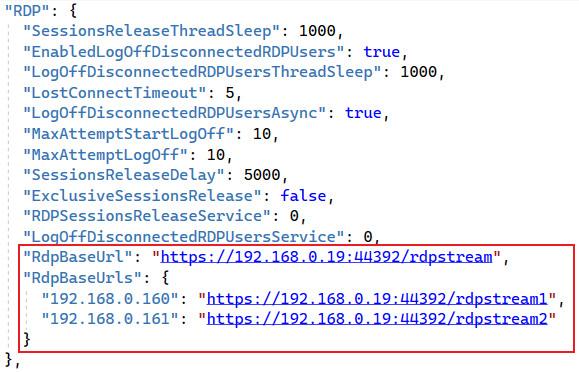 "RDP": {
"SessionsReleaseThreadSleep": 1000,
"EnabledLogOffDisconnectedRDPUsers": true,
"LogOffDisconnectedRDPUsersThreadSleep": 1000,
"LostConnectTimeout": 5,
"LogOffDisconnectedRDPUsersAsync": true,
"MaxAttemptStartLogOff": 10,
"MaxAttemptLogOff": 10,
"SessionsReleaseDelay": 5000,
"ExclusiveSessionsRelease": false,
"RDPSessionsReleaseService": 0,
"LogOffDisconnectedRDPUsersService": 0,
"RdpBaseUrl": "https://192.168.0.19:44392/rdpstream",
"RdpBaseUrls": {
"192.168.0.160": "https://192.168.0.19:44392/rdpstream1",
"192.168.0.161": "https://192.168.0.19:44392/rdpstream2"
}
},